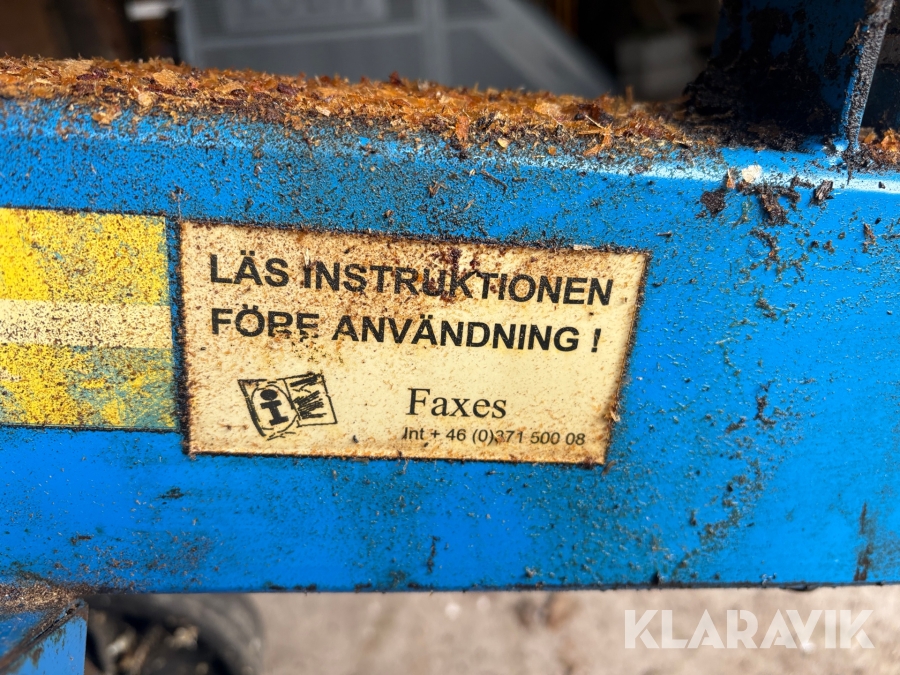 LÄS INSTRUKTIONEN
FÖRE ANVÄNDNING !
Faxes
Int + 46 (0)371 500 08
KLARAVIK